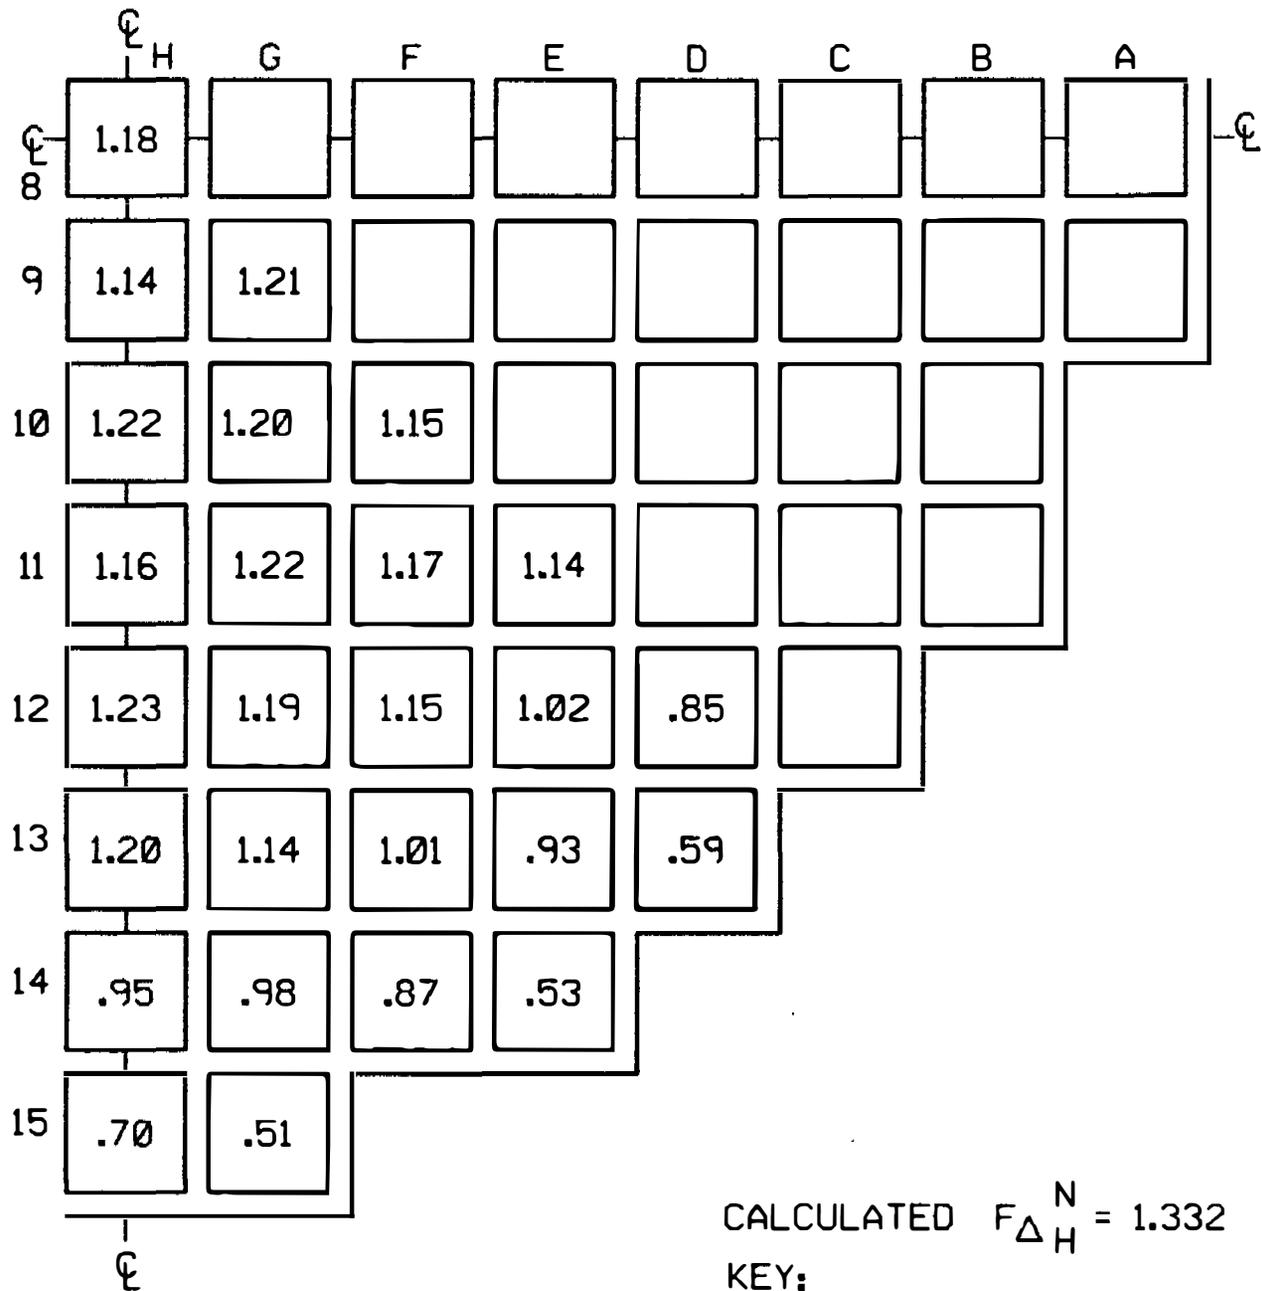 ℄
H G F E D C B A
℄ 1.18 ℄
8
9 1.14 1.21
10 1.22 1.20 1.15
11 1.16 1.22 1.17 1.14
12 1.23 1.19 1.15 1.02 .85
13 1.20 1.14 1.01 .93 .59
14 .95 .98 .87 .53
15 .70 .51
CALCULATED F Δ N H = 1.332
℄
KEY: